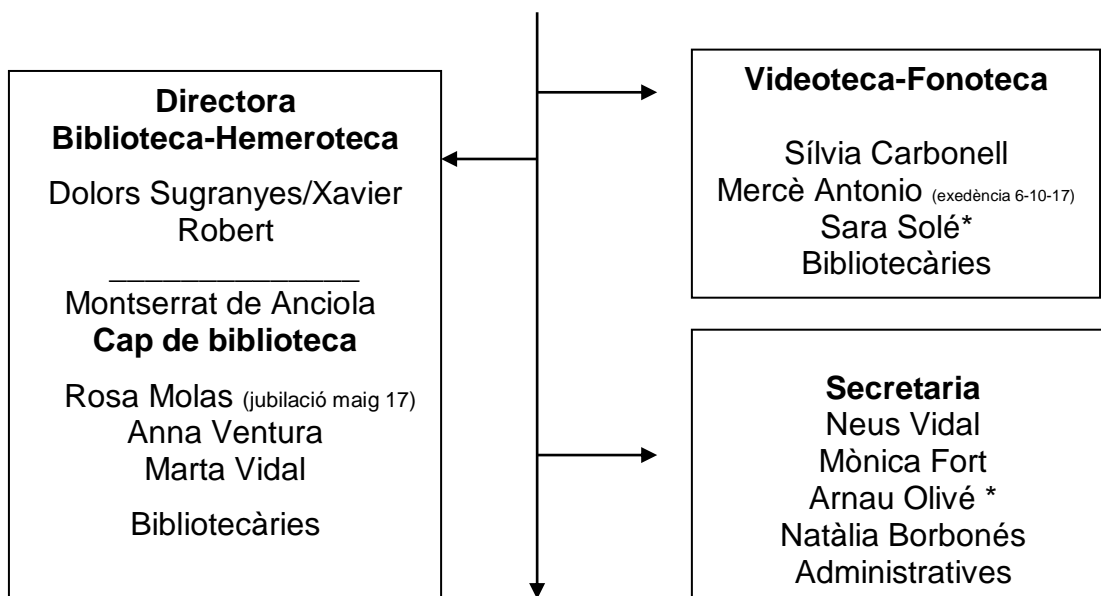 Directora
Biblioteca-Hemeroteca
Dolors Sugranyes/Xavier
Robert
_______________
Montserrat de Anciola
Cap de biblioteca
Rosa Molas (jubilació maig 17)
Anna Ventura
Marta Vidal
Bibliotecàries
Videoteca-Fonoteca
Sílvia Carbonell
Mercè Antonio (exedència 6-10-17)
Sara Solé*
Bibliotecàries
Secretaria
Neus Vidal
Mònica Fort
Arnau Olivé *
Natàlia Borbonés
Administratives